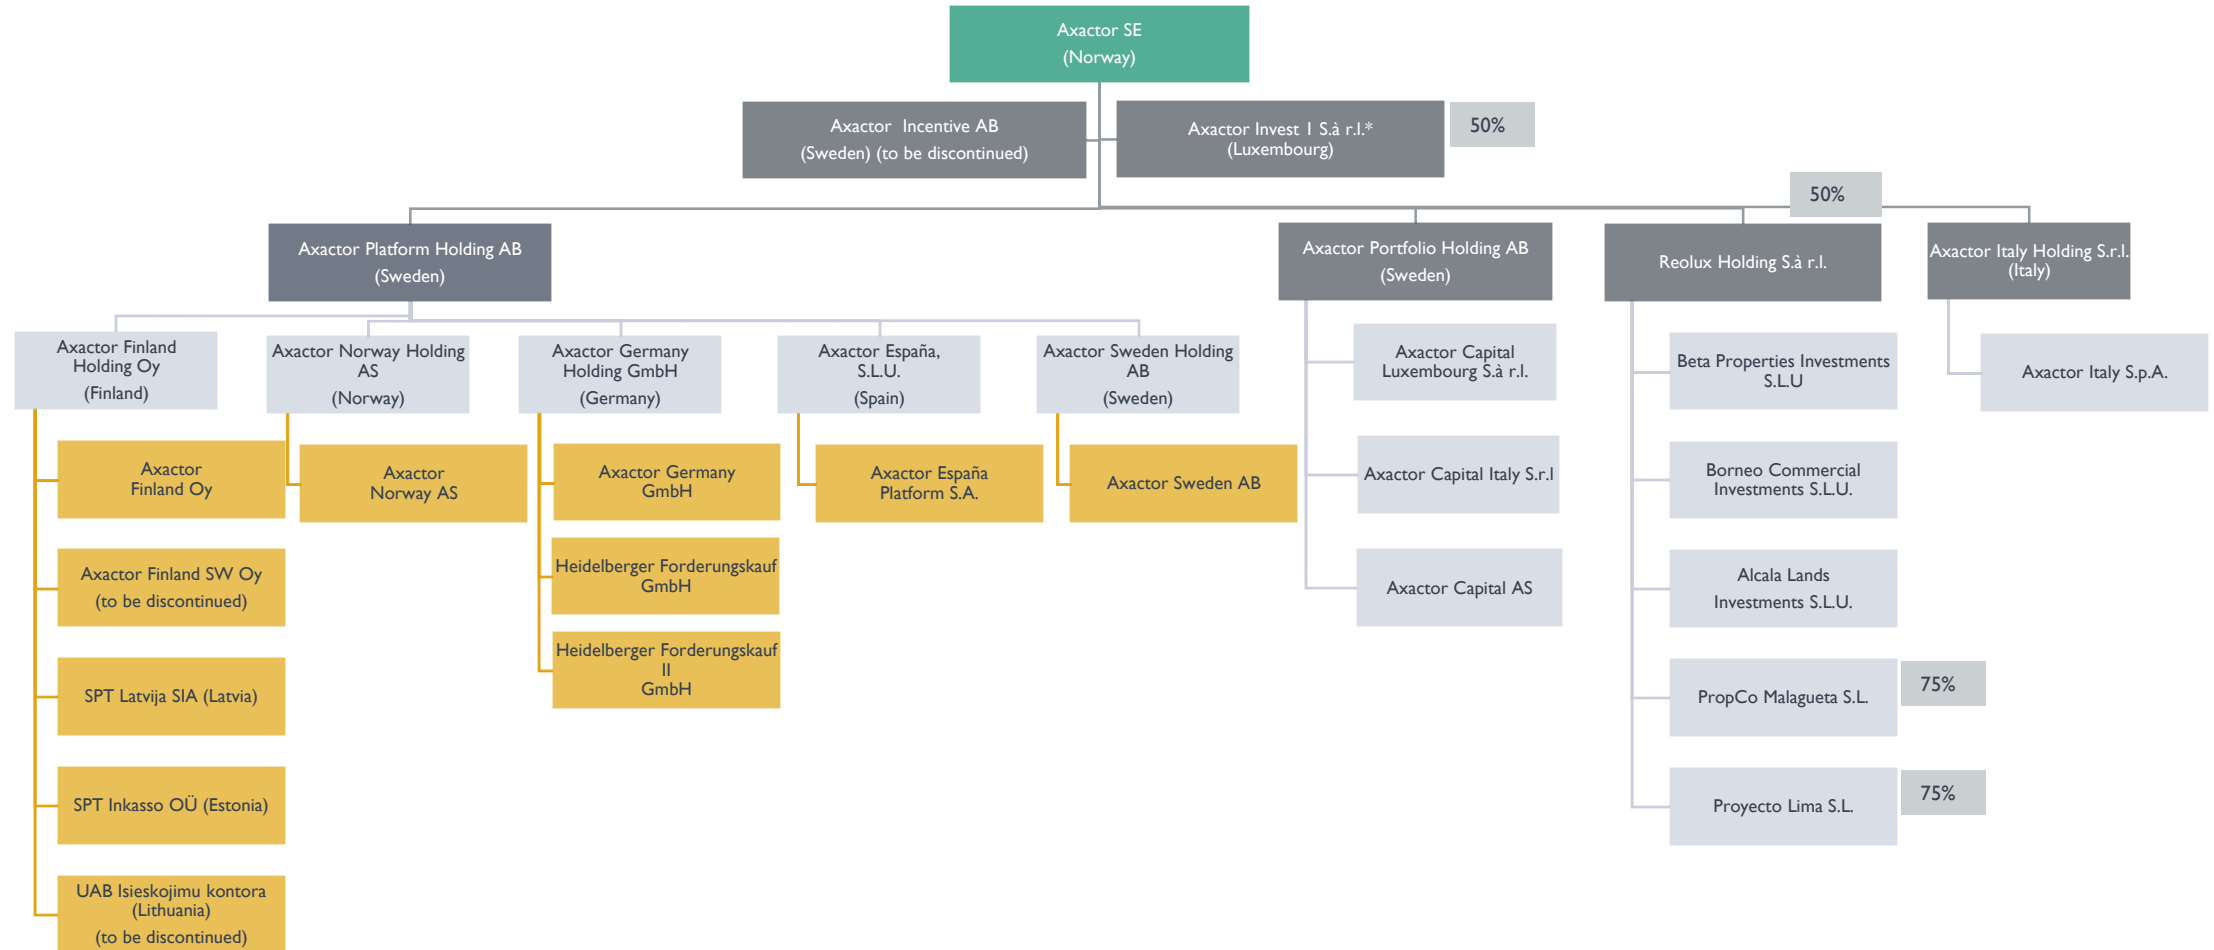 Axactor SE
(Norway)
Axactor Incentive AB
(Sweden) (to be discontinued)
Axactor Invest 1 S.à r.l.*
(Luxembourg)
50%
50%
Axactor Platform Holding AB
(Sweden)
Axactor Portfolio Holding AB
(Sweden)
Reolux Holding S.à r.l.
Axactor Italy Holding S.r.l.
(Italy)
Axactor Finland
Holding Oy
(Finland)
Axactor Norway Holding
AS
(Norway)
Axactor Germany
Holding GmbH
(Germany)
Axactor España,
S.L.U.
(Spain)
Axactor Sweden Holding
AB
(Sweden)
Axactor Capital
Luxembourg S.à r.l.
Beta Properties Investments
S.L.U
Axactor Italy S.p.A.
Axactor
Finland Oy
Axactor
Norway AS
Axactor Germany
GmbH
Axactor España
Platform S.A.
Axactor Sweden AB
Axactor Capital Italy S.r.l
Borneo Commercial
Investments S.L.U.
Axactor Finland SW Oy
(to be discontinued)
Heidelberger Forderungskauf
GmbH
Axactor Capital AS
Alcala Lands
Investments S.L.U.
SPT Latvija SIA (Latvia)
Heidelberger Forderungskauf
II
GmbH
PropCo Malagueta S.L.
75%
SPT Inkasso OÜ (Estonia)
Proyecto Lima S.L.
75%
UAB Isieskojimu kontora
(Lithuania)
(to be discontinued)